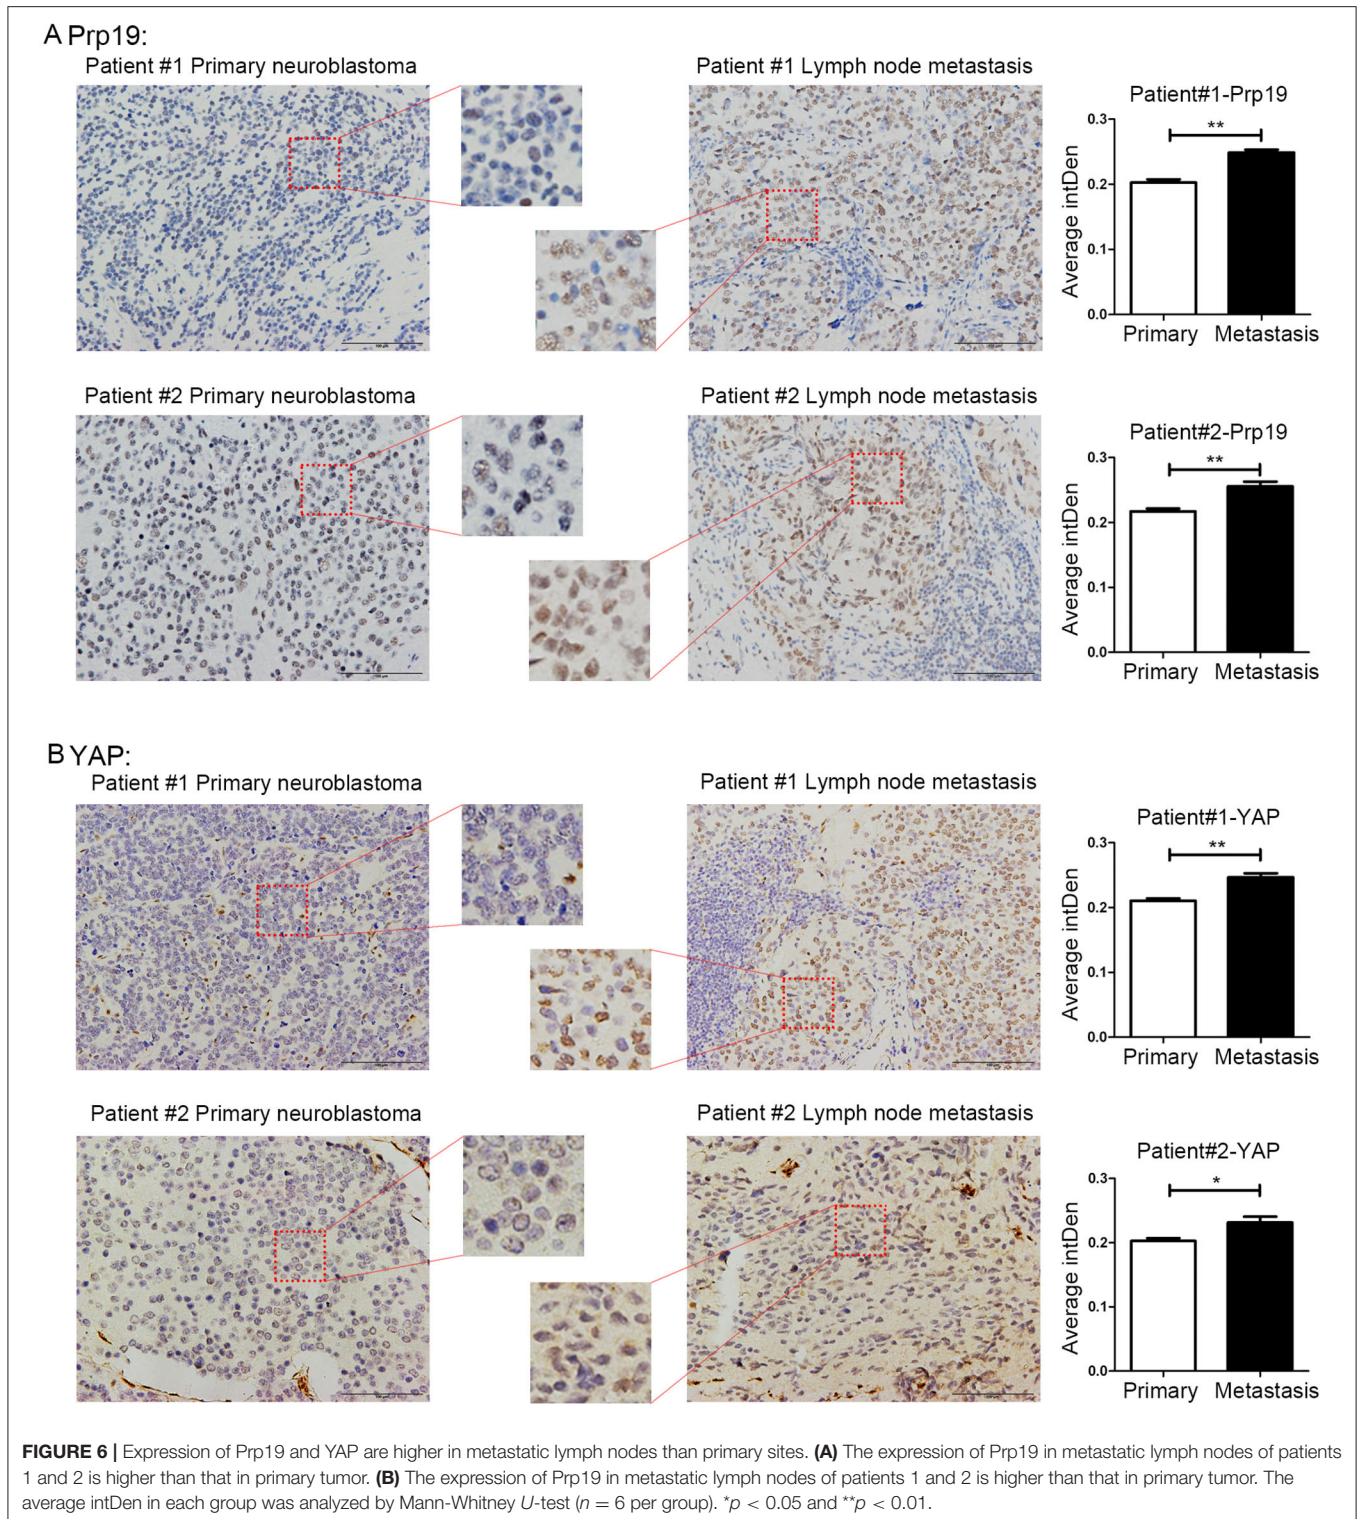 A Prp19:
Patient #1 Primary neuroblastoma
Patient #1 Lymph node metastasis
Patient#1-Prp19
**
0.3
0.2
0.1
0.0
Average intDen
Primary Metastasis
Patient #2 Primary neuroblastoma
Patient #2 Lymph node metastasis
Patient#2-Prp19
**
0.3
0.2
0.1
0.0
Average intDen
Primary Metastasis
B YAP:
Patient #1 Primary neuroblastoma
Patient #1 Lymph node metastasis
Patient#1-YAP
**
0.3
0.2
0.1
0.0
Average intDen
Primary Metastasis
Patient #2 Primary neuroblastoma
Patient #2 Lymph node metastasis
Patient#2-YAP
*
0.3
0.2
0.1
0.0
Average intDen
Primary Metastasis
FIGURE 6 | Expression of Prp19 and YAP are higher in metastatic lymph nodes than primary sites. (A) The expression of Prp19 in metastatic lymph nodes of patients
1 and 2 is higher than that in primary tumor. (B) The expression of Prp19 in metastatic lymph nodes of patients 1 and 2 is higher than that in primary tumor. The
average intDen in each group was analyzed by Mann-Whitney U-test (n = 6 per group). *p < 0.05 and **p < 0.01.